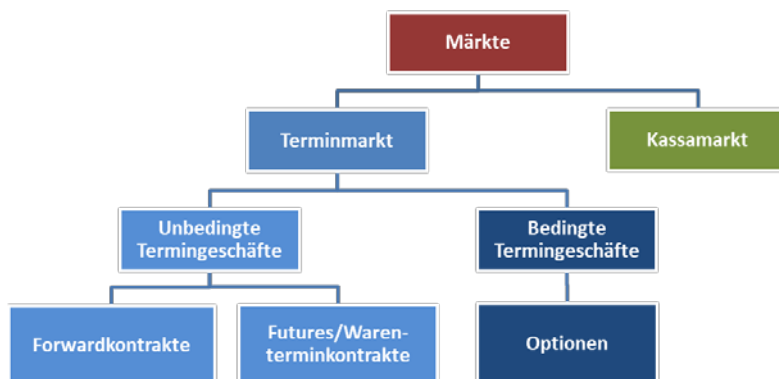 Märkte
Terminmarkt
Kassamarkt
Unbedingte
Termingeschäfte
Bedingte
Termingeschäfte
Forwardkontrakte
Futures/Waren-
terminkontrakte
Optionen